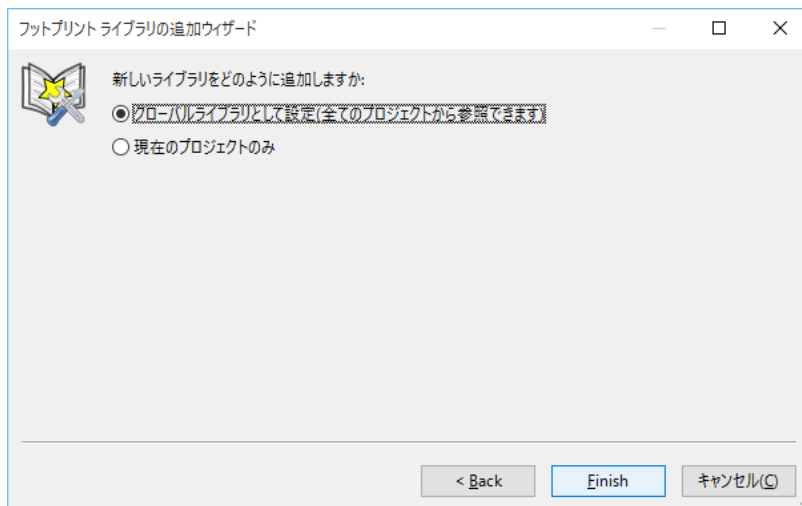 フットプリント ライブラリの追加ウィザード
新しいライブラリをどのように追加しますか:
グローバルライブラリとして設定(全てのプロジェクトから参照できます)
現在のプロジェクトのみ
< Back
Finish
キャンセル(C)